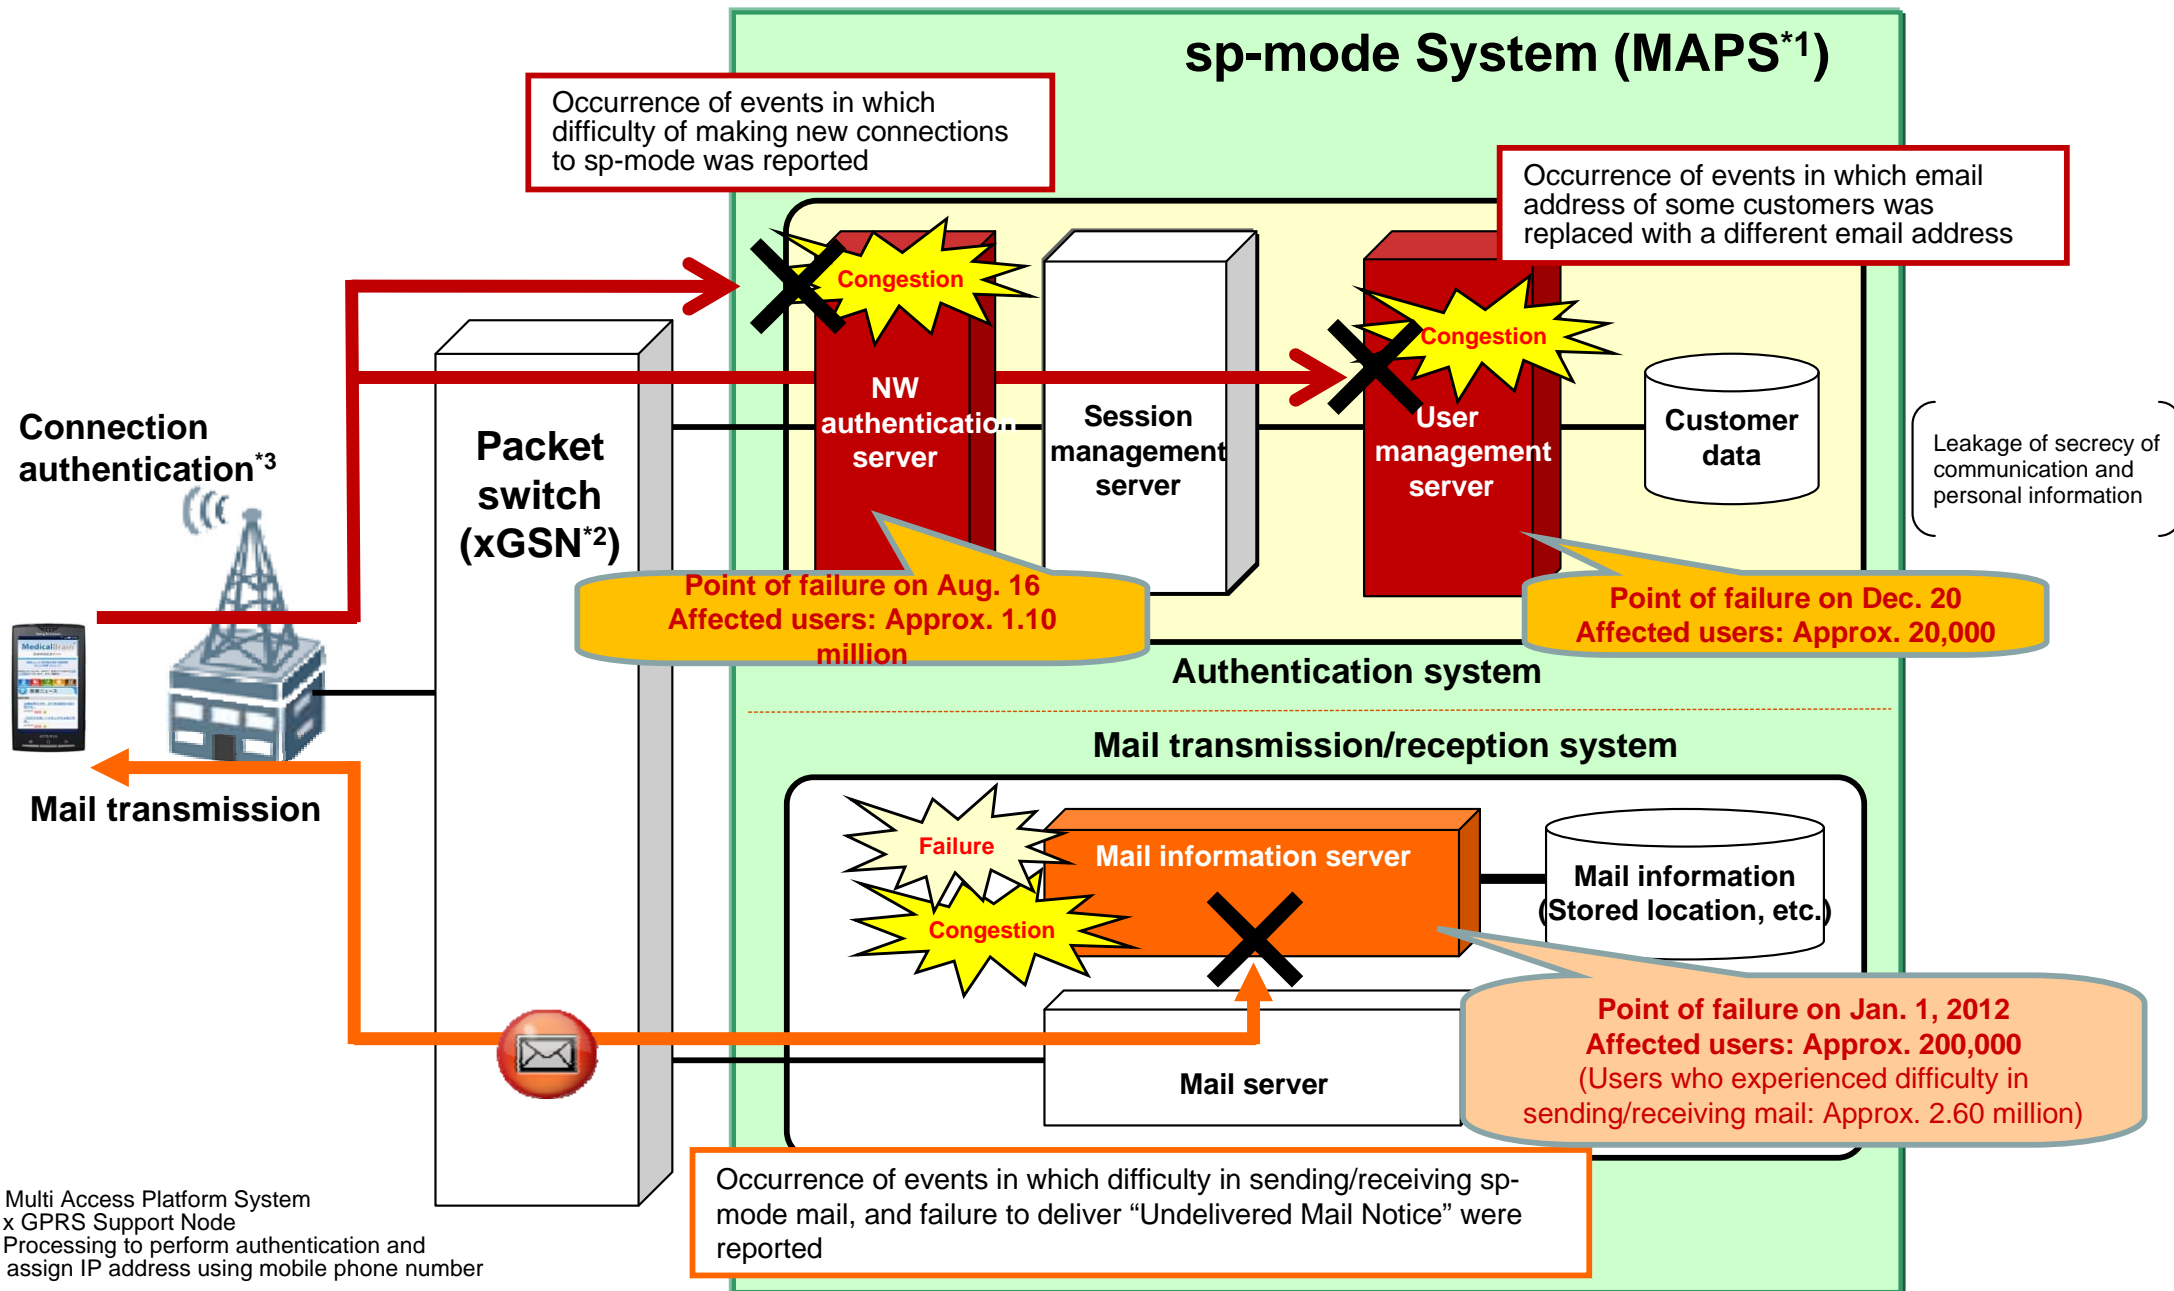 sp-mode System (MAPS*1)
Occurrence of events in which
difficulty of making new connections
to sp-mode was reported
Occurrence of events in which email
address of some customers was
replaced with a different email address
Congestion
Congestion
NW
authentication
server
Session
management
server
User
management
server
Customer
data
Leakage of secrecy of
communication and
personal information
Connection
authentication*3
Packet
switch
(xGSN*2)
Point of failure on Aug. 16
Affected users: Approx. 1.10
million
Point of failure on Dec. 20
Affected users: Approx. 20,000
Authentication system
MedicalBrain
Mail transmission/reception system
Mail transmission
Failure
Congestion
Mail information server
Mail information
(Stored location, etc.)
Point of failure on Jan. 1, 2012
Affected users: Approx. 200,000
(Users who experienced difficulty in
sending/receiving mail: Approx. 2.60 million)
Mail server
Occurrence of events in which difficulty in sending/receiving sp-
mode mail, and failure to deliver “Undelivered Mail Notice” were
reported
Multi Access Platform System
x GPRS Support Node
Processing to perform authentication and
assign IP address using mobile phone number